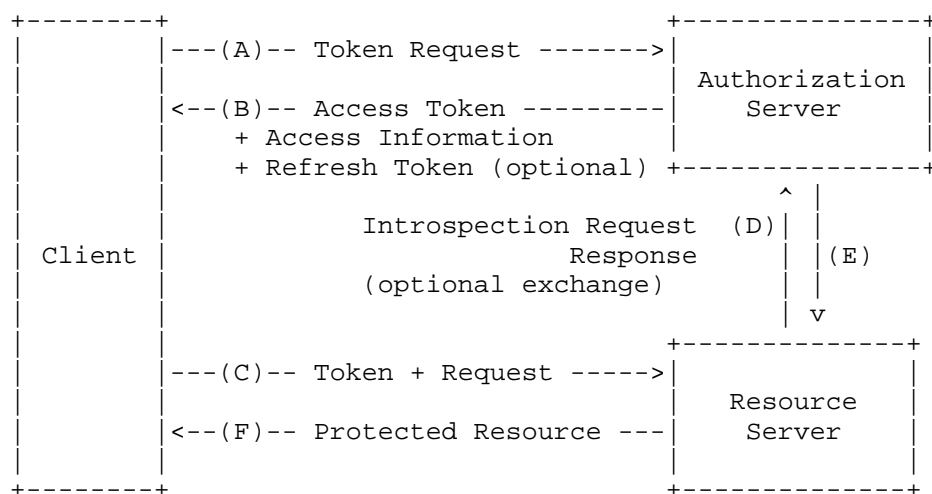 ---(A)-- Token Request ------->
Authorization
<--(B)-- Access Token --------- Server
+ Access Information
+ Refresh Token (optional)
Introspection Request (D)
Client Response (E)
(optional exchange)
---(C)-- Token + Request ----->
Resource
<--(F)-- Protected Resource --- Server